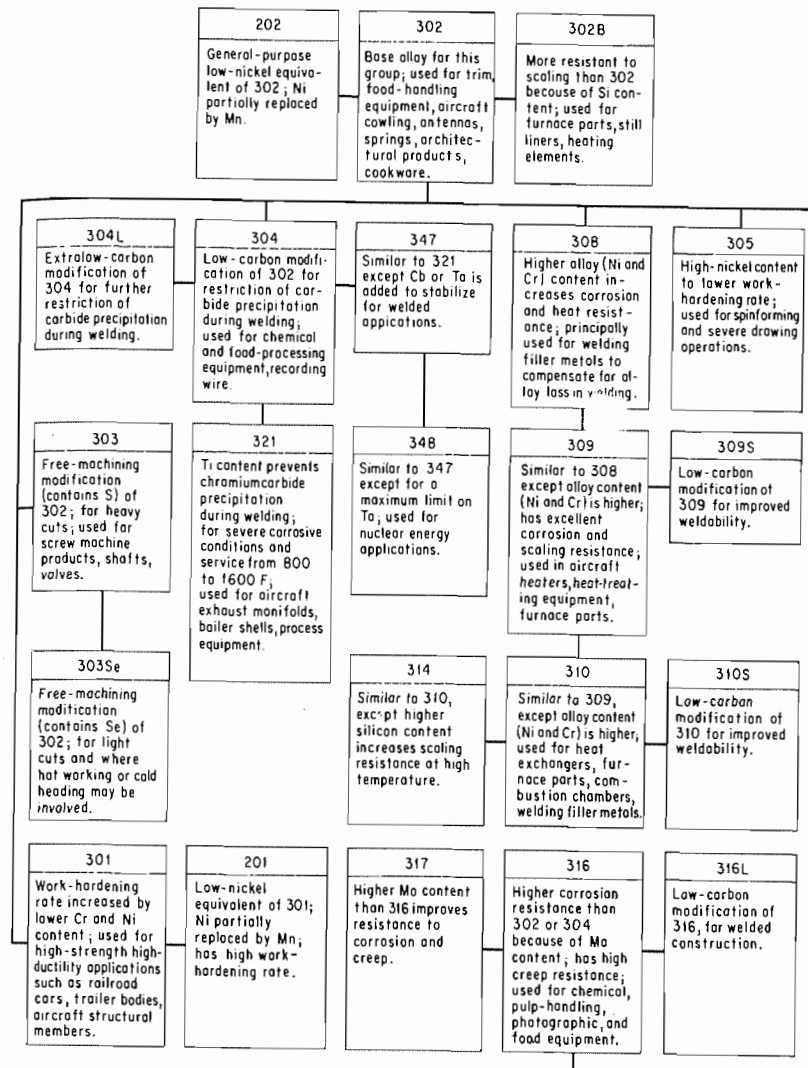 202
General-purpose
low-nickel equiva-
lent of 302; Ni
partially replaced
by Mn.
302
Base alloy for this
group; used for trim,
food-handling
equipment, aircraft
cowling, antennas,
springs, architec-
tural products,
cookware.
302B
More resistant to
scaling than 302
becouse of Si con-
tent; used for
furnace parts, still
liners, heating
elements.
304L
Extralow-carbon
modification of
304 for further
restriction of
carbide precipitation
during welding.
304
Low-carbon modif-
ication of 302 for
restriction of car-
bide precipitation
during welding;
used for chemical
and food-processing
equipment, recording
wire.
347
Similar to 321
except Cb or Ta is
added to stabilize
for welded
appications.
308
Higher alloy (Ni and
Cr) content in-
creases corrosion
and heat resist-
ance; principally
used for welding
filler metals to
compensate for al-
loy loss in welding.
305
High-nickel content
to lower work-
hardening rate;
used for spinforming
and severe drawing
operations.
303
Free-machining
modification
(contains S) of
302; for heavy
cuts; used for
screw machine
products, shafts,
valves.
321
Ti content prevents
chromiumcarbide
precipitation
during welding;
for severe corrosive
conditions and
service from 800
to 1600 F;
used for aircraft
exhaust manifolds,
boiler shells, process
equipment.
348
Similar to 347
except for a
maximum limit on
Ta; used for
nuclear energy
applications.
309
Similar to 308
except alloy content
(Ni and Cr) is higher;
has excellent
corrosion and
scaling resistance;
used in aircraft
heaters, heat-treat-
ing equipment,
furnace parts.
309S
Low-carbon
modification of
309 for improved
weldability.
303Se
Free-machining
modification
(contains Se) of
302; for light
cuts and where
hot working or cold
heading may be
involved.
314
Similar to 310,
except higher
silicon content
increases scaling
resistance at high
temperature.
310
Similar to 309,
except alloy content
(Ni and Cr) is higher;
used for heat
exchangers, fur-
nace parts, com-
bustion chambers,
welding filler metals.
310S
Low-carbon
modification
of 310 for improved
weldability.
301
Work-hardening
rate increased by
lower Cr and Ni
content; used for
high-strength high-
ductility applications
such as railroad
cars, trailer bodies,
aircraft structural
members.
201
Low-nickel
equivalent of 301;
Ni partially
replaced by Mn;
has high work-
hardening rate.
317
Higher Mo content
than 316 improves
resistance to
corrosion and
creep.
316
Higher corrosion
resistance than
302 or 304
because of Mo
content; has high
creep resistance;
used for chemical,
pulp-handling,
photographic, and
food equipment.
316L
Low-carbon
modification of
316, for welded
construction.